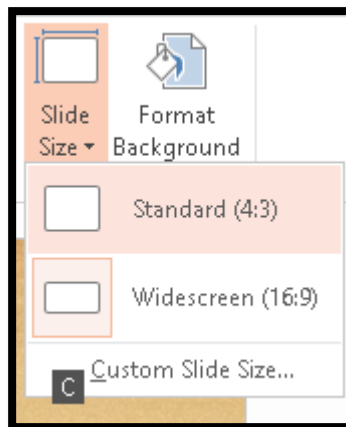 Slide
Size
Format
Background
Standard (4:3)
Widescreen (16:9)
Custom Slide Size...
C